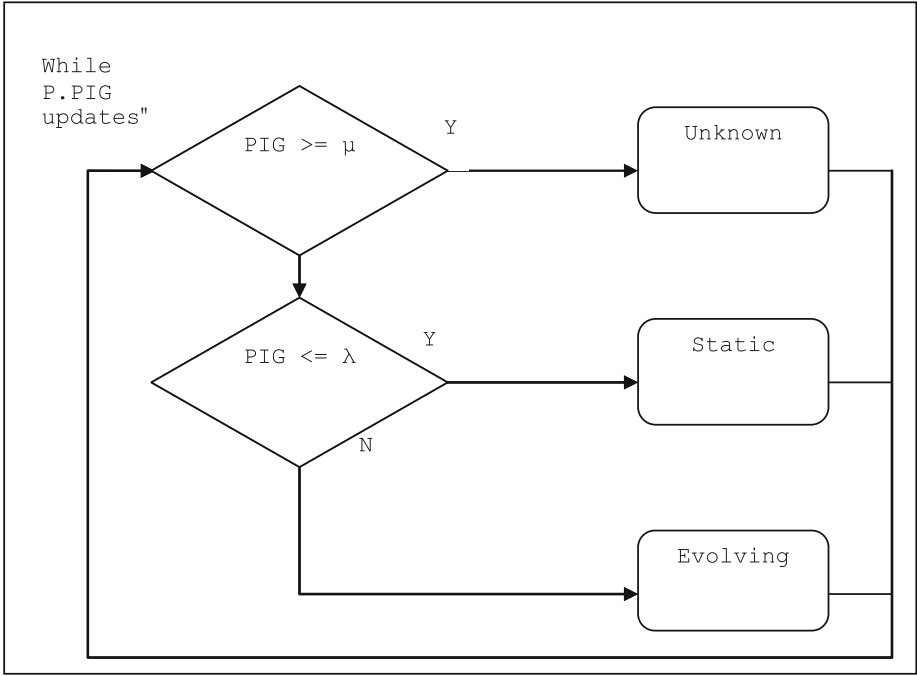 While
P.PIG
updates"
PIG >= µ
Y
Unknown
PIG <= λ
Y
Static
N
Evolving